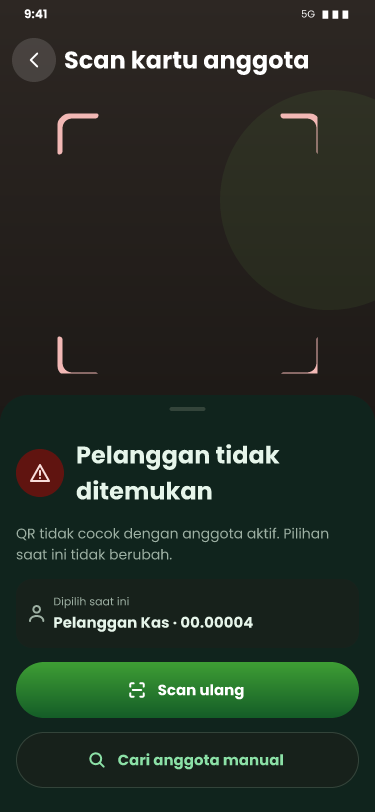 9:41
5G
Scan kartu anggota
Pelanggan tidak
ditemukan
QR tidak cocok dengan anggota aktif. Pilihan
saat ini tidak berubah.
Dipilih saat ini
Pelanggan Kas · 00.00004
Scan ulang
Cari anggota manual